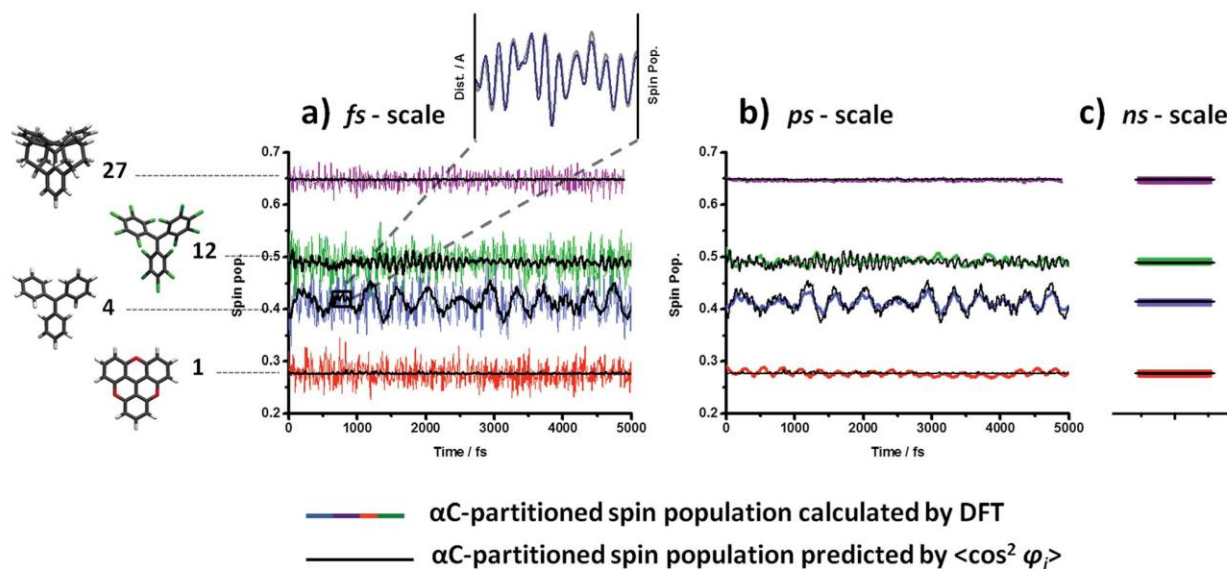 a) fs - scale
b) ps - scale
c) ns - scale
Dist. / A
Spin Pop.
27
12
4
1
Spin pop.
0.7
0.6
0.5
0.4
0.3
0.2
0 1000 2000 3000 4000 5000
Time / fs
Spin Pop.
0.7
0.6
0.5
0.4
0.3
0.2
0 1000 2000 3000 4000 5000
Time / fs
αC-partitioned spin population calculated by DFT
αC-partitioned spin population predicted by <cos² φᵢ>